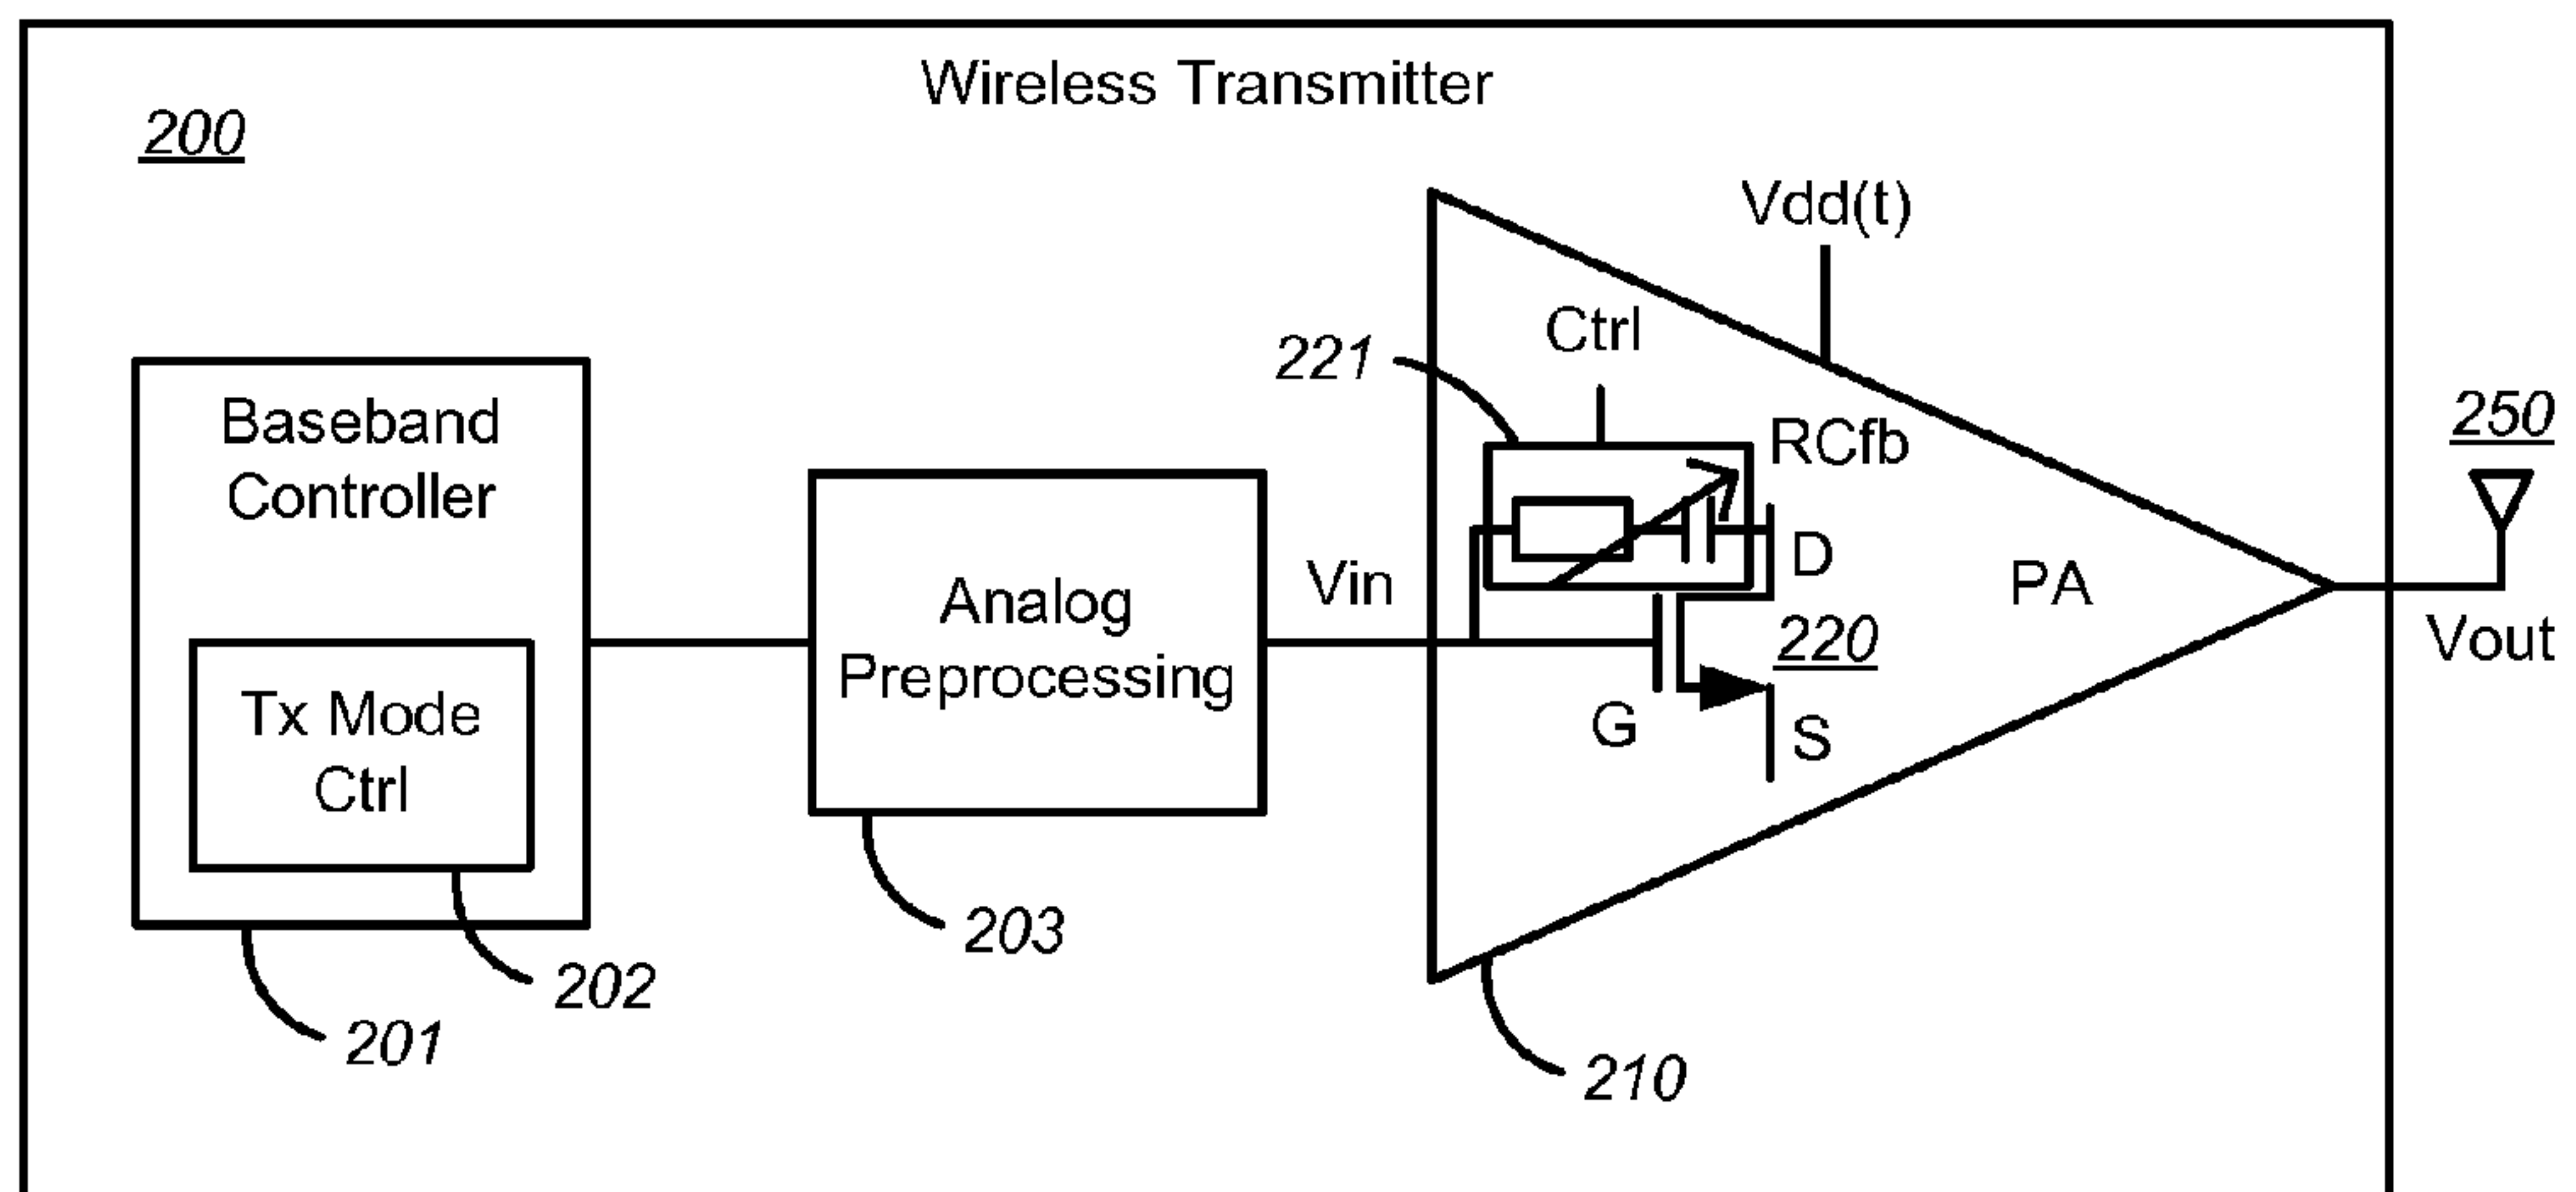 Wireless Transmitter
200
Vdd(t)
Ctrl
221
RCfb
250
Baseband
Controller
D
Analog
Preprocessing
Vin
PA
220
Vout
Tx Mode
Ctrl
G
S
203
202
201
210